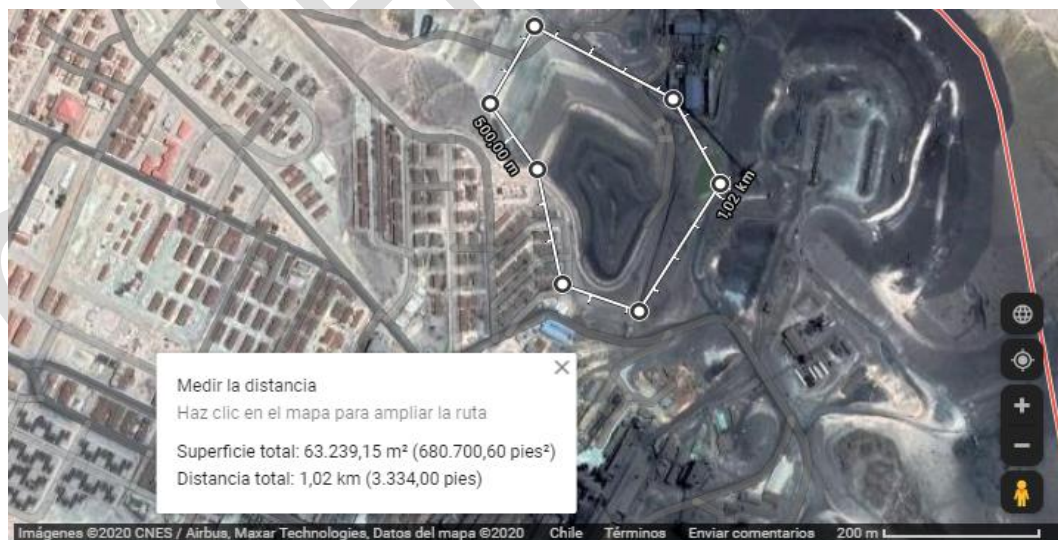 500,00 m
1,02 km
Medir la distancia
Haz clic en el mapa para ampliar la ruta
Superficie total: 63.239,15 m² (680.700,60 pies²)
Distancia total: 1,02 km (3.334,00 pies)
Imágenes ©2020 CNES / Airbus, Maxar Technologies, Datos del mapa ©2020 Chile Términos Enviar comentarios 200 m